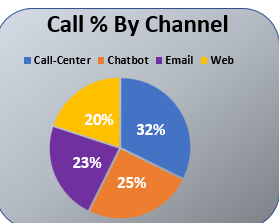 Call % By Channel
Call-Center Chatbot Email Web
20% 32%
23%
25%